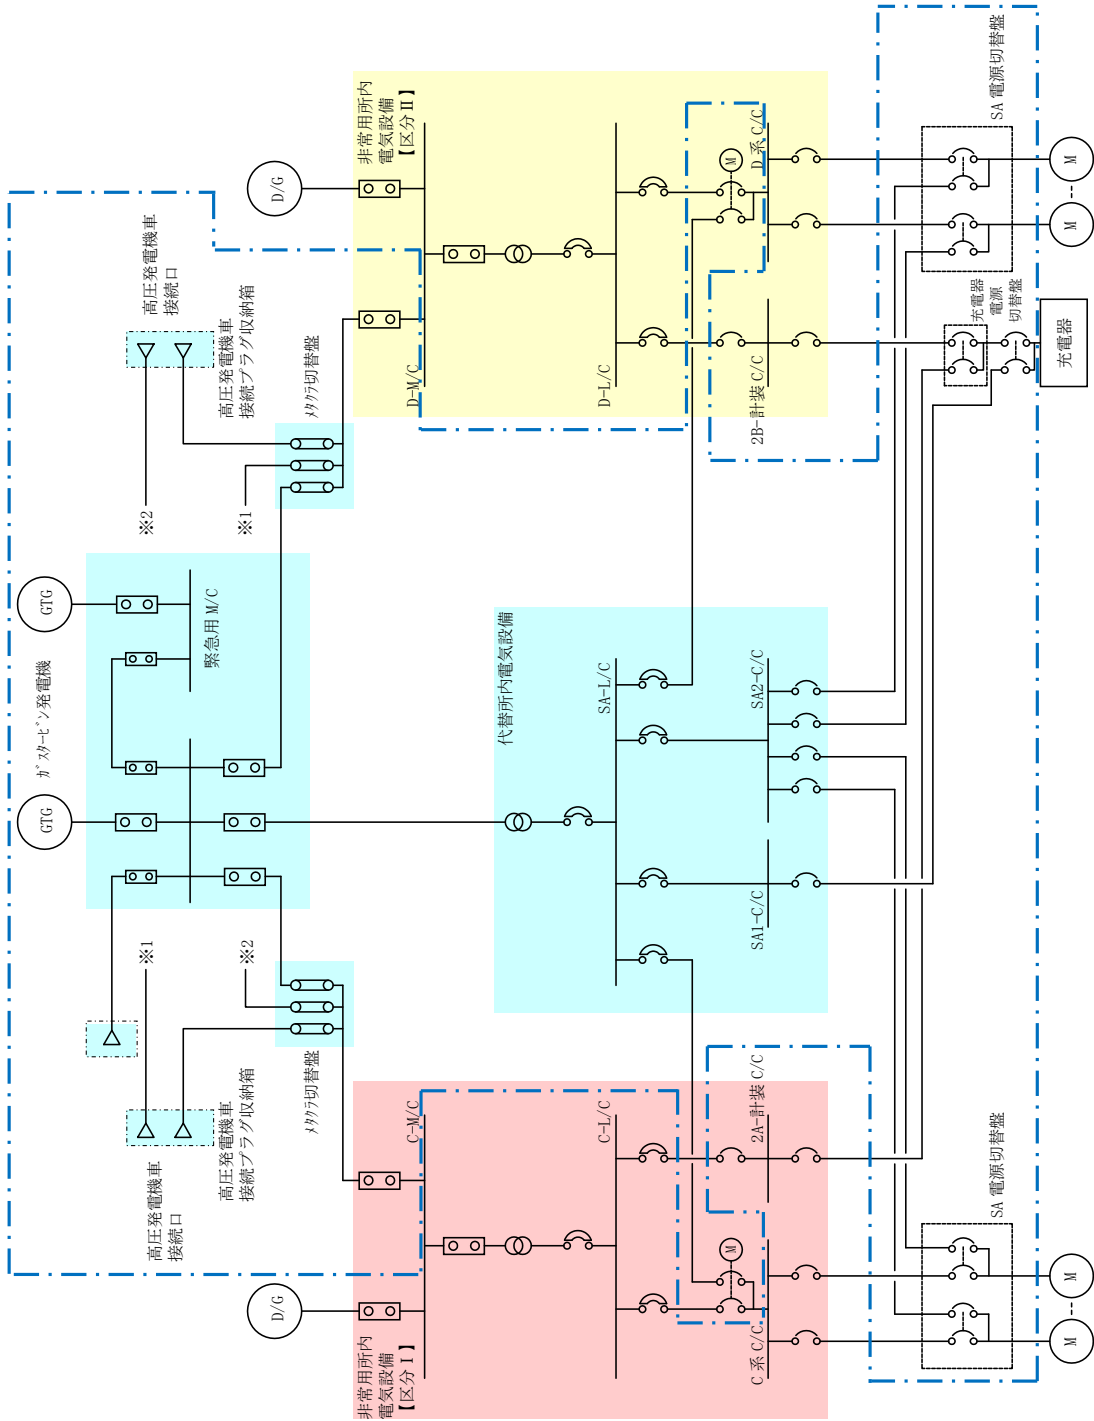 SA 電源切替盤
M
M
充電器
電源
切替盤
充電器
SA 電源切替盤
M
M
非常用所内
電気設備
【区分Ⅱ】
D/G
D-M/C
D-L/C
M
D 系 C/C
2B-計装 C/C
高圧発電機車
接続口
高圧発電機車
接続プラグ収納箱
メタクラ切替盤
※2
※1
GTG
緊急用 M/C
ガスタービン発電機
GTG
代替所内電気設備
SA-L/C
SA2-C/C
SA1-C/C
※1
※2
メタクラ切替盤
高圧発電機車
接続プラグ収納箱
高圧発電機車
接続口
C-M/C
C-L/C
2A-計装 C/C
M
C 系 C/C
D/G
非常用所内
電気設備
【区分Ⅰ】